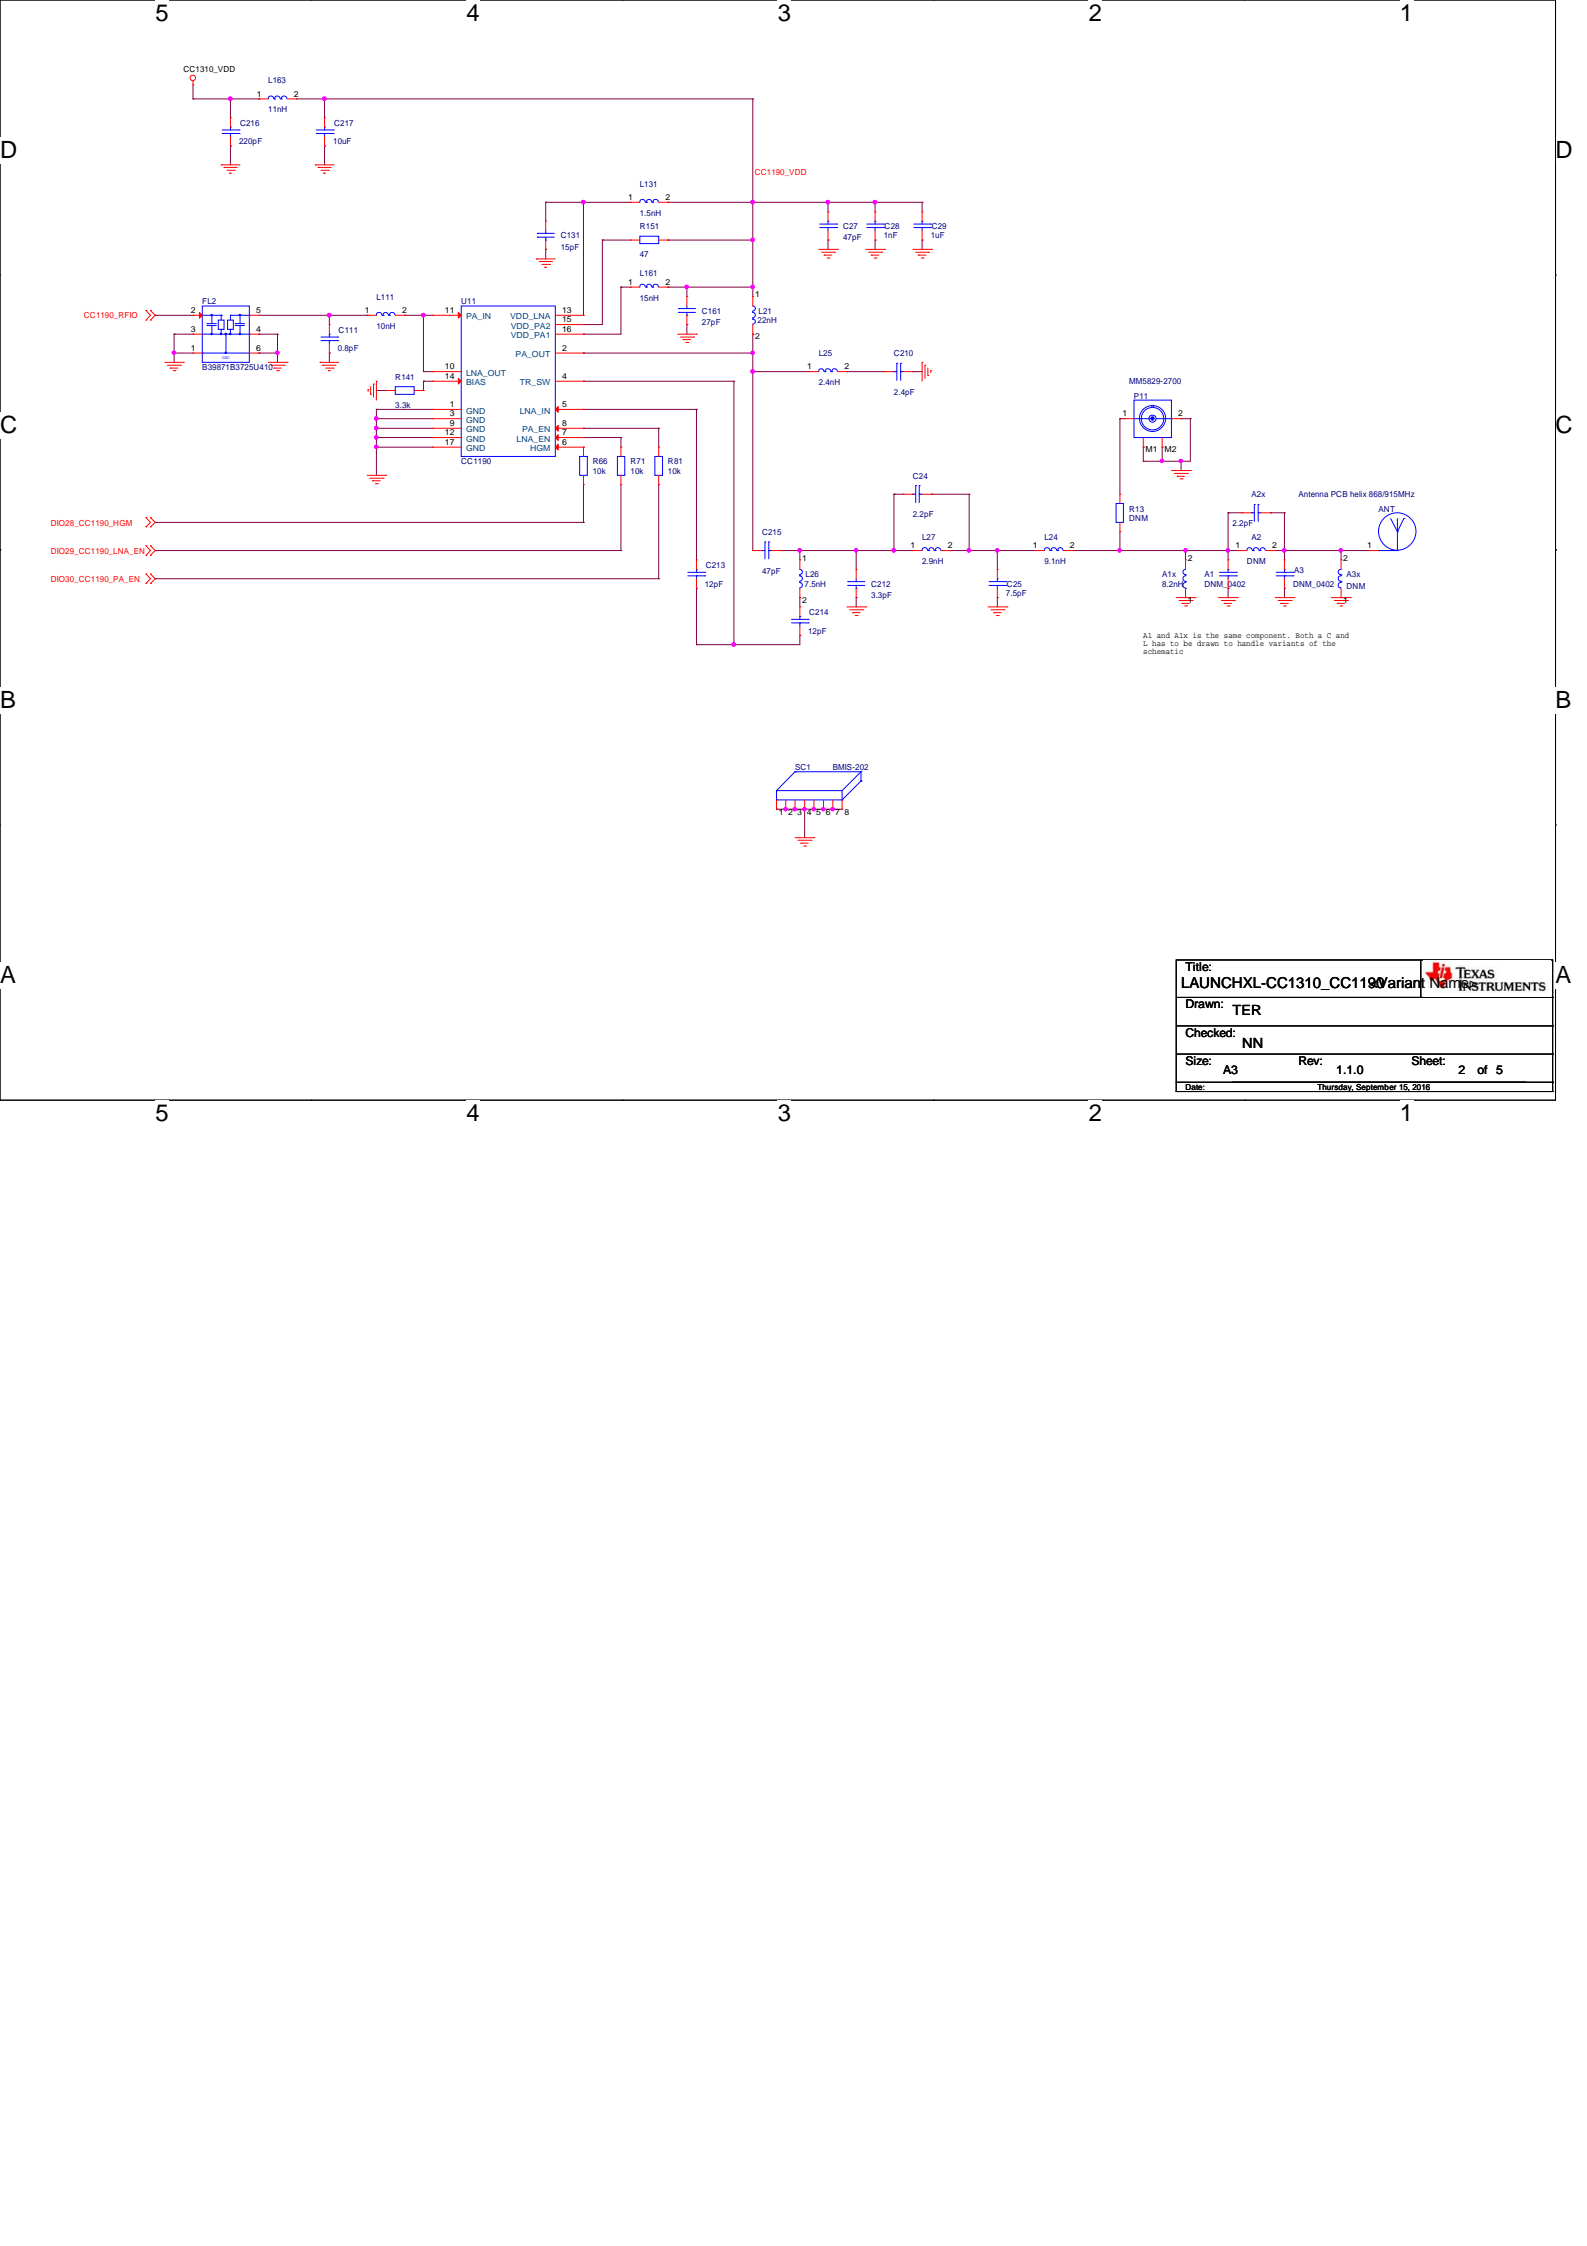 5 4 3 2 1
CC1310_VDD
L163
1 2
11nH
C216
220pF
C217
10uF
D D
CC1190_VDD
L131
1 2
1.5nH
C131
15pF
R151
47
C27
47pF
C28
1nF
C29
1uF
L161
1 2
15nH
C161
27pF
1
L21
22nH
2
CC1190_RFIO
FL2
2 5
3 4
1 6
GND
B39871B3725U410
L111
1 2
10nH
C111
0.8pF
R141
3.3k
U11
11 PA_IN
10 LNA_OUT
14 BIAS
1 GND
3 GND
9 GND
12 GND
17 GND
VDD_LNA 13
VDD_PA2 15
VDD_PA1 16
PA_OUT 2
TR_SW 4
LNA_IN 5
PA_EN 8
LNA_EN 7
HGM 6
CC1190
L25
1 2
2.4nH
C210
2.4pF
MM5829-2700
P11
1 2
M1 M2
C C
R66
10k
R71
10k
R81
10k
DIO28_CC1190_HGM
DIO29_CC1190_LNA_EN
DIO30_CC1190_PA_EN
C213
12pF
C215
47pF
1
L26
7.5nH
2
C214
12pF
C212
3.3pF
C24
2.2pF
L27
1 2
2.9nH
C25
7.5pF
L24
1 2
9.1nH
R13
DNM
A2x
2.2pF
A2
1 2
DNM
Antenna PCB helix 868/915MHz
ANT
1
2
A1x
8.2nH
1
A1
DNM_0402
A3
DNM_0402
2
A3x
DNM
1
A1 and A1x is the same component. Both a C and
L has to be drawn to handle variants of the
schematic
B B
SC1 BMIS-202
1 2 3 4 5 6 7 8
A A
Title:
LAUNCHXL-CC1310_CC1190 <Variant Name>
TEXAS
INSTRUMENTS
Drawn: TER
Checked: NN
Size: A3 Rev: 1.1.0 Sheet: 2 of 5
Date: Thursday, September 15, 2016
5 4 3 2 1